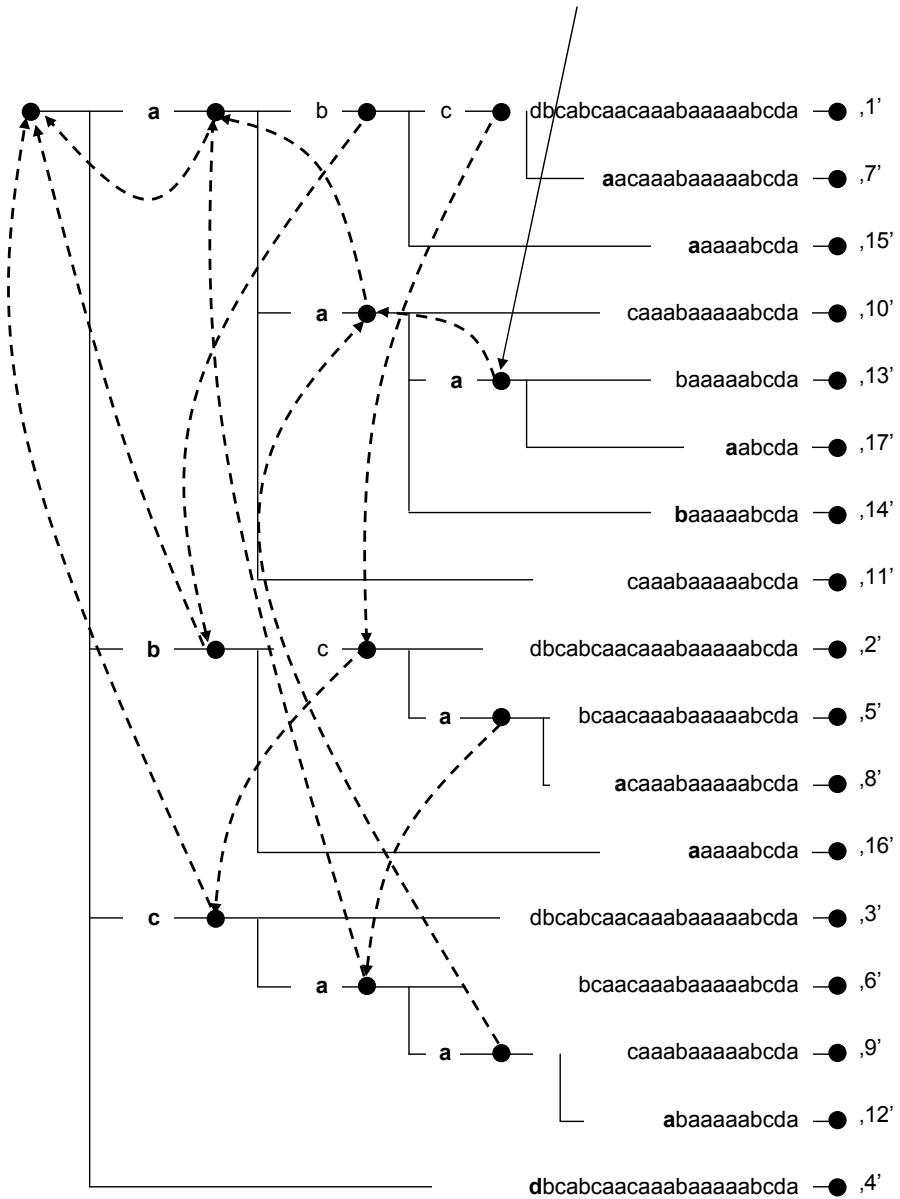 a b c dbcabcaacaaabaaaaabcda ‚1’
aacaaabaaaaabcda ‚7’
aaaaabcda ‚15’
a caaabaaaaabcda ‚10’
a baaaaabcda ‚13’
aabcda ‚17’
baaaaabcda ‚14’
caaabaaaaabcda ‚11’
b c dbcabcaacaaabaaaaabcda ‚2’
a bcaacaaabaaaaabcda ‚5’
acaaabaaaaabcda ‚8’
aaaaabcda ‚16’
c dbcabcaacaaabaaaaabcda ‚3’
a bcaacaaabaaaaabcda ‚6’
a caaabaaaaabcda ‚9’
abaaaaabcda ‚12’
dbcabcaacaaabaaaaabcda ‚4’